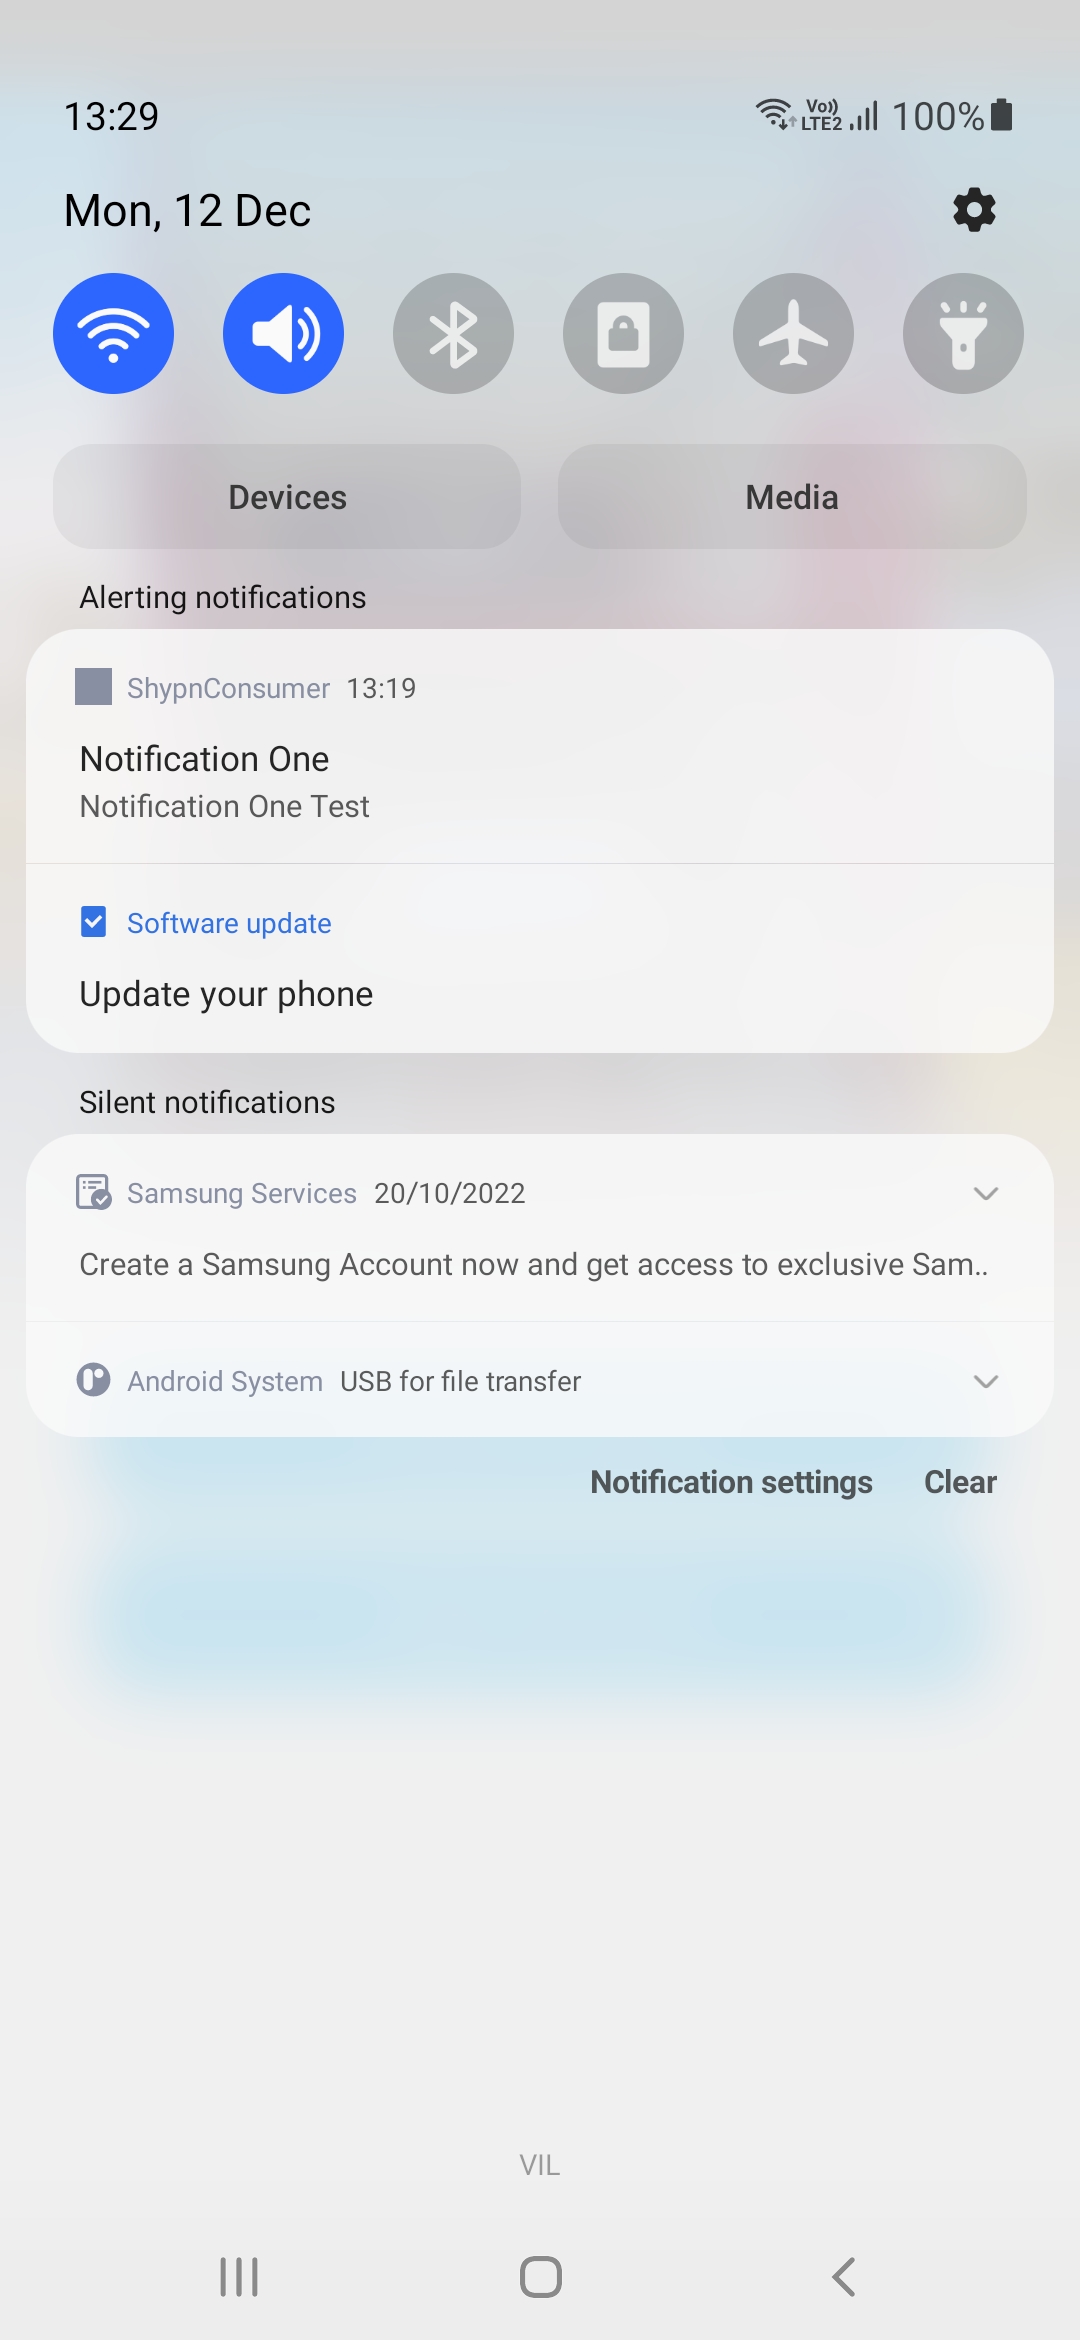 13:29
Vo)) LTE2 100%
Mon, 12 Dec
Devices
Media
Alerting notifications
ShypnConsumer 13:19
Notification One
Notification One Test
Software update
Update your phone
Silent notifications
Samsung Services 20/10/2022
Create a Samsung Account now and get access to exclusive Sam..
Android System USB for file transfer
Notification settings Clear
VIL